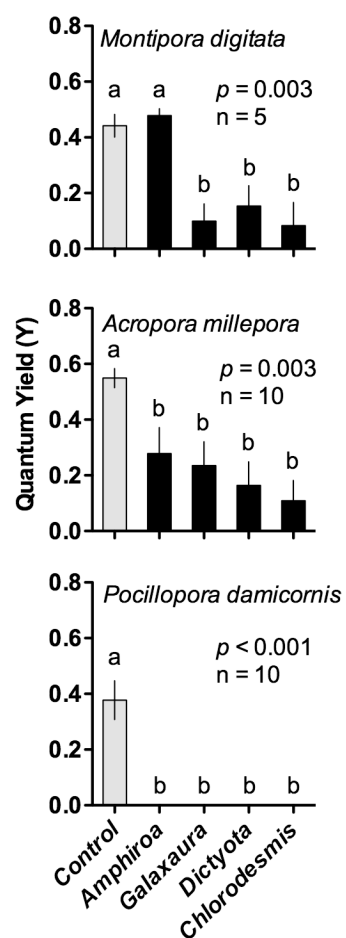 Montipora digitata
0.8
0.6
0.4
0.2
0.0
a
a
b
b
b
p = 0.003
n = 5
Acropora millepora
0.8
0.6
0.4
0.2
0.0
a
b
b
b
b
p = 0.003
n = 10
Quantum Yield (Y)
Pocillopora damicornis
0.8
0.6
0.4
0.2
0.0
a
b
b
b
b
p < 0.001
n = 10
Control
Amphiroa
Galaxaura
Dictyota
Chlorodesmis